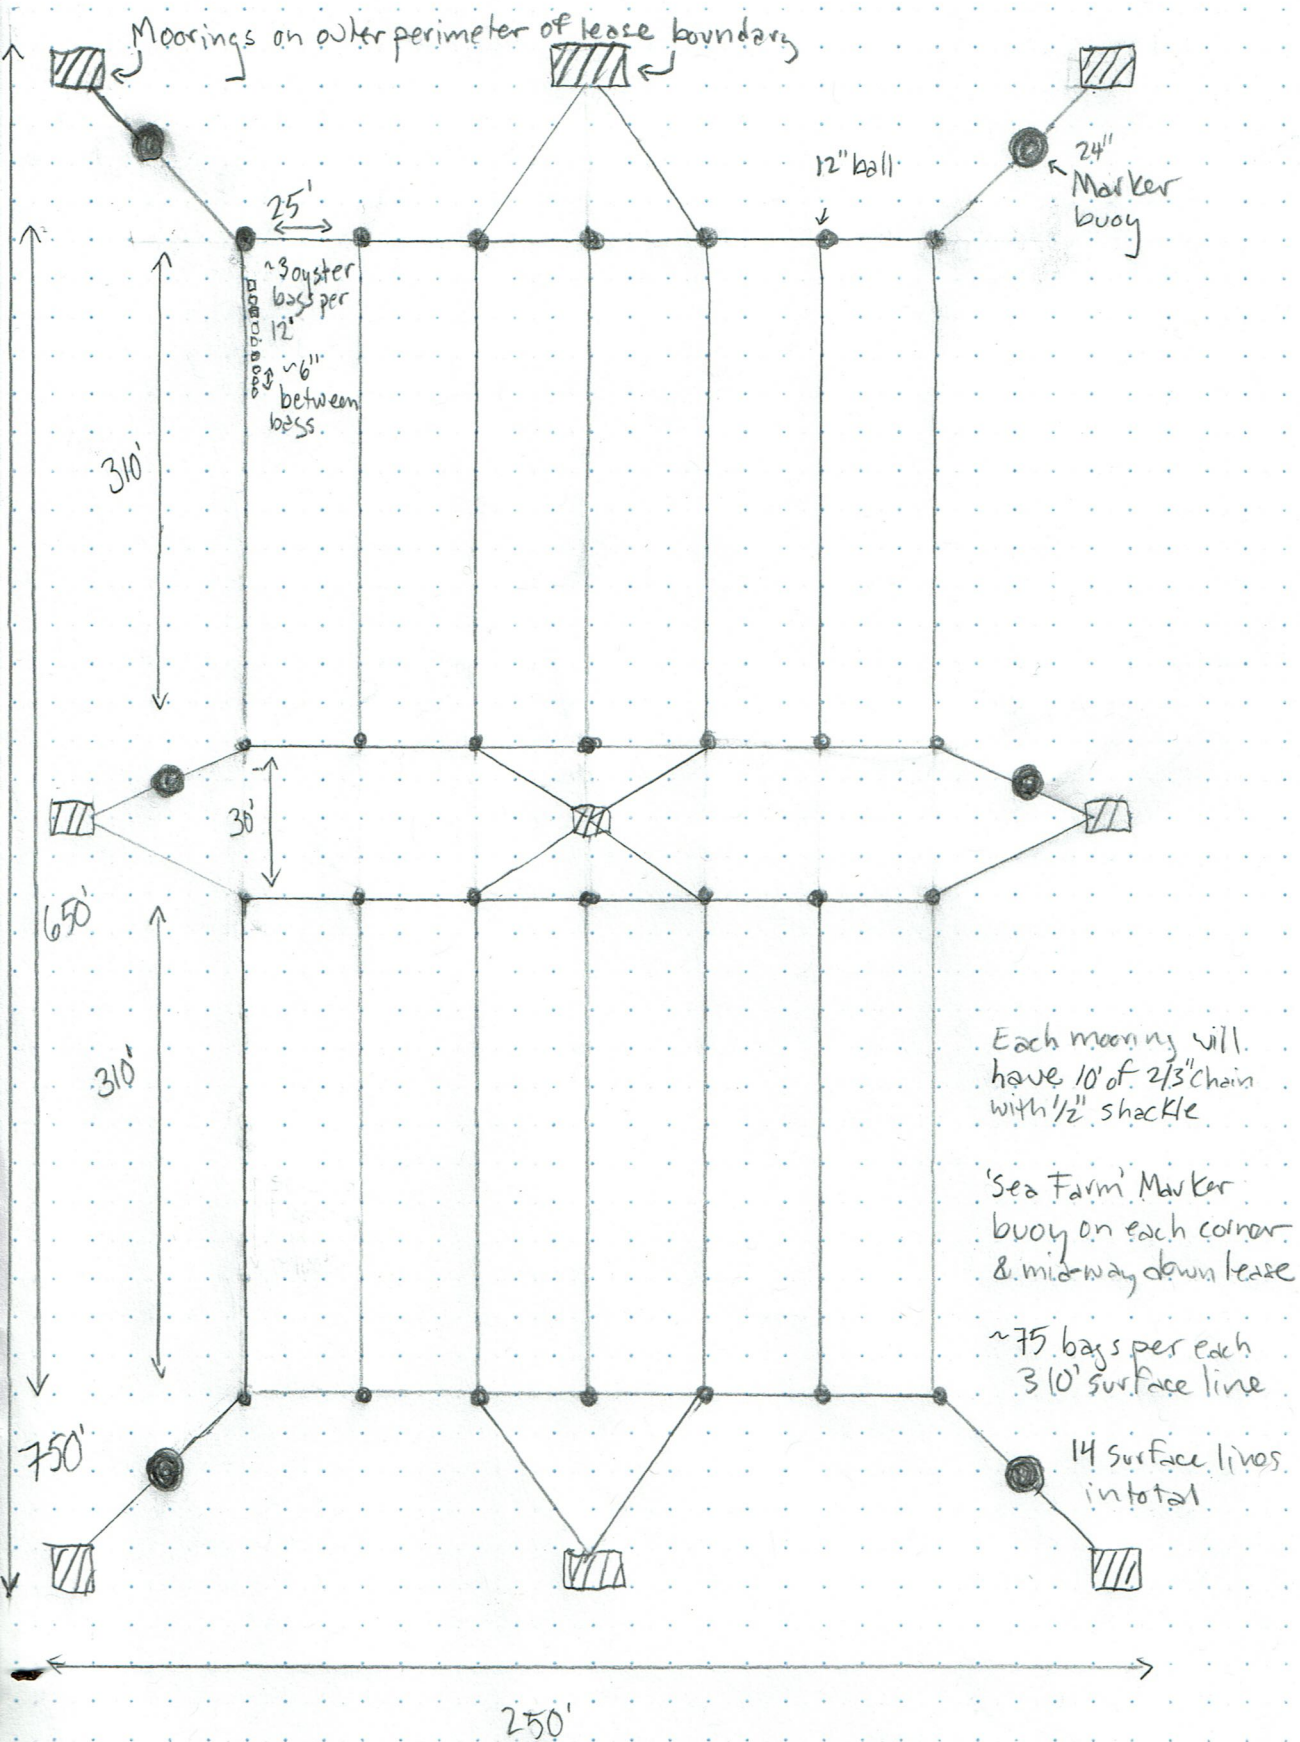 Moorings on outer perimeter of lease boundary
12" ball
24"
Marker
buoy
25'
~3 oyster
bags per
12'
~6"
between
bags
310'
30'
650'
310'
Each mooring will
have 10' of 2/3" chain
with 1/2" shackle
'Sea Farm' Marker
buoy on each corner
& mid-way down lease
~75 bags per each
310' surface line
750'
14 surface lines
in total
250'